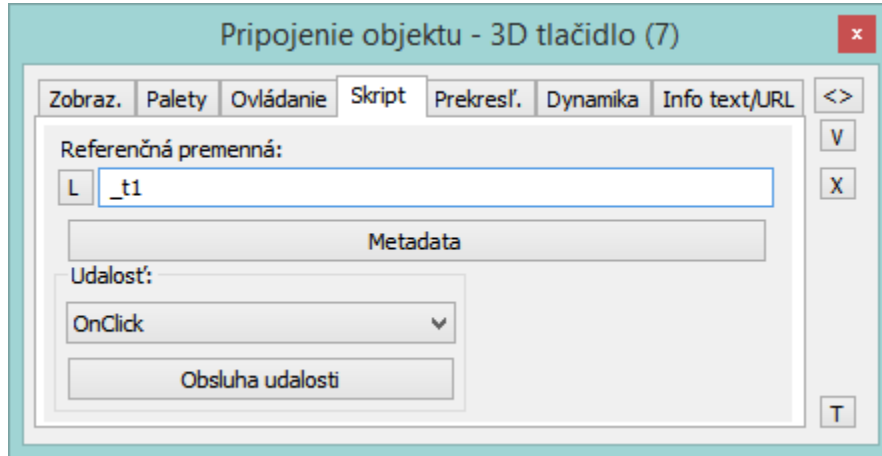 Pripojenie objektu - 3D tlačidlo (7)
x
Zobraz. Palety Ovládanie Skript Prekresľ. Dynamika Info text/URL <>
V
Referenčná premenná:
L _t1 X
Metadata
Udalosť:
OnClick
Obsluha udalosti
T